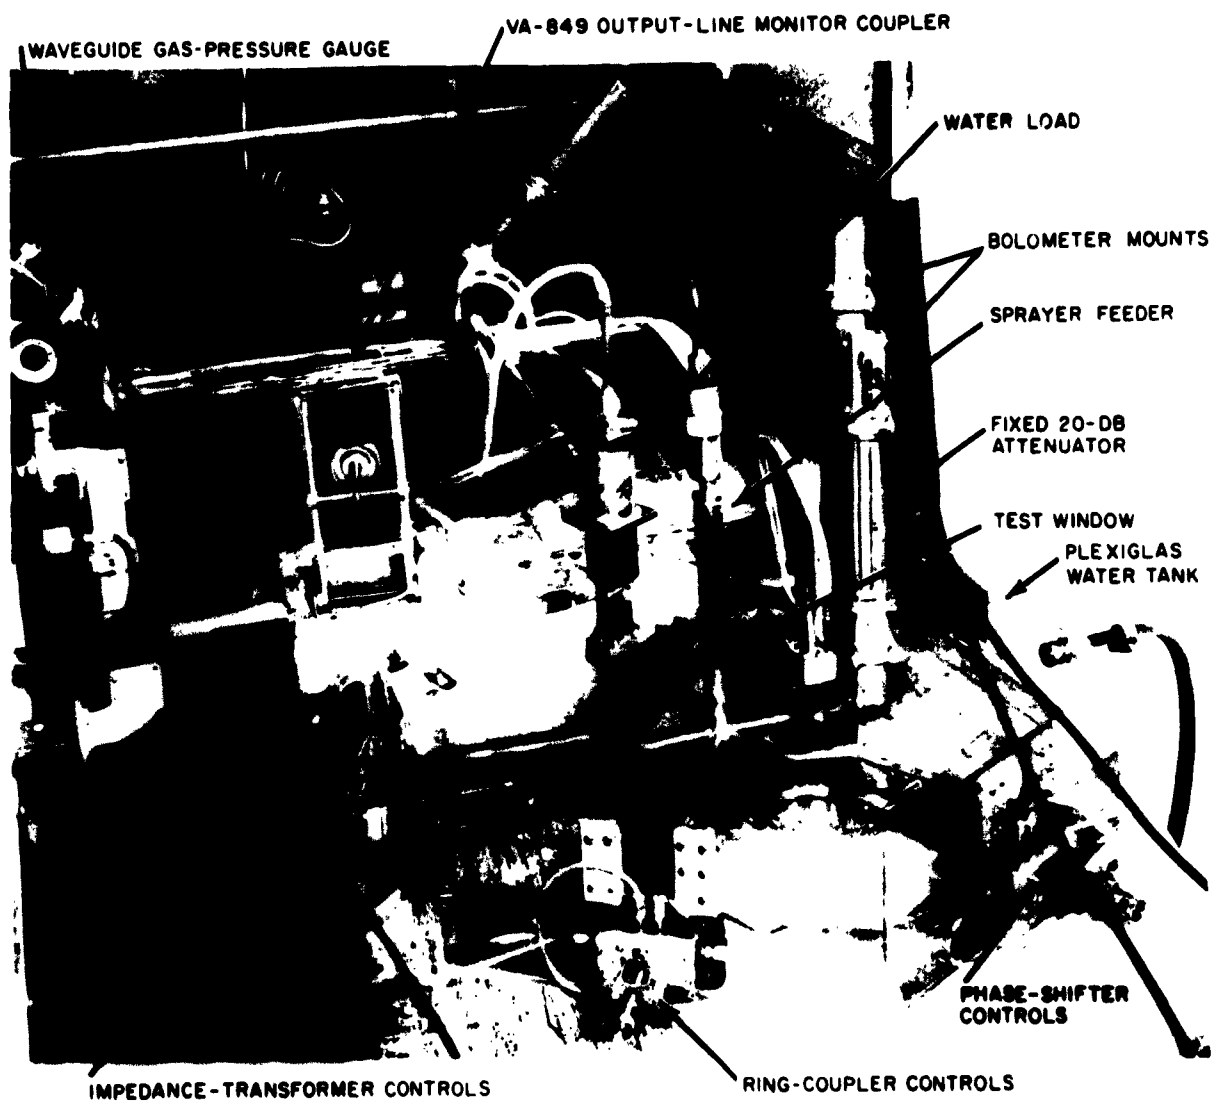 VA-849 OUTPUT-LINE MONITOR COUPLER
WAVEGUIDE GAS-PRESSURE GAUGE
WATER LOAD
BOLOMETER MOUNTS
SPRAYER FEEDER
FIXED 20-DB
ATTENUATOR
TEST WINDOW
PLEXIGLAS
WATER TANK
PHASE-SHIFTER
CONTROLS
RING-COUPLER CONTROLS
IMPEDANCE-TRANSFORMER CONTROLS